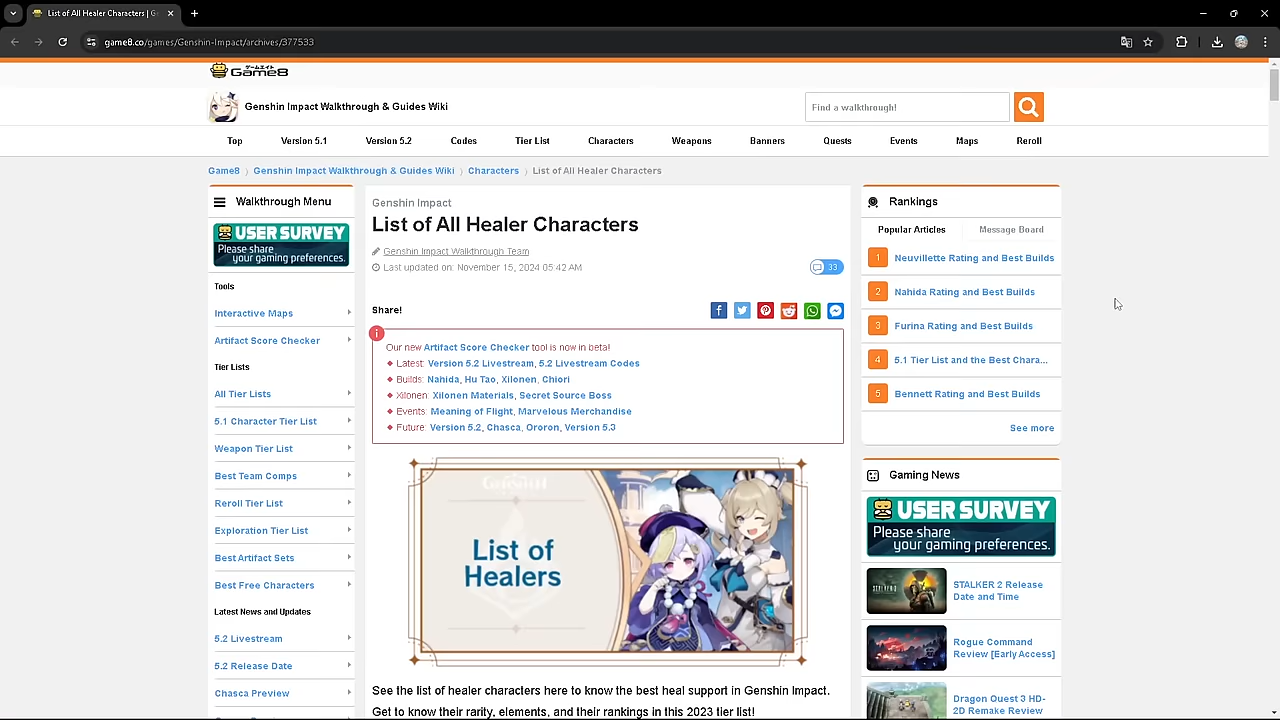 List of All Healer Characters | G
game8.co/games/Genshin-Impact/archives/377533
ゲームエイト
Game8
Genshin Impact Walkthrough & Guides Wiki
Find a walkthrough!
Top Version 5.1 Version 5.2 Codes Tier List Characters Weapons Banners Quests Events Maps Reroll
Game8 〉 Genshin Impact Walkthrough & Guides Wiki 〉 Characters 〉 List of All Healer Characters
Walkthrough Menu
USER SURVEY
Please share
your gaming preferences.
Tools
Interactive Maps
Artifact Score Checker
Tier Lists
All Tier Lists
5.1 Character Tier List
Weapon Tier List
Best Team Comps
Reroll Tier List
Exploration Tier List
Best Artifact Sets
Best Free Characters
Latest News and Updates
5.2 Livestream
5.2 Release Date
Chasca Preview
Genshin Impact
List of All Healer Characters
Genshin Impact Walkthrough Team
Last updated on: November 15, 2024 05:42 AM
33
Share!
Our new Artifact Score Checker tool is now in beta!
◆ Latest: Version 5.2 Livestream, 5.2 Livestream Codes
◆ Builds: Nahida, Hu Tao, Xilonen, Chiori
◆ Xilonen: Xilonen Materials, Secret Source Boss
◆ Events: Meaning of Flight, Marvelous Merchandise
◆ Future: Version 5.2, Chasca, Ororon, Version 5.3
Genshin
List of
Healers
See the list of healer characters here to know the best heal support in Genshin Impact.
Get to know their rarity, elements, and their rankings in this 2023 tier list!
Rankings
Popular Articles Message Board
1 Neuvillette Rating and Best Builds
2 Nahida Rating and Best Builds
3 Furina Rating and Best Builds
4 5.1 Tier List and the Best Chara...
5 Bennett Rating and Best Builds
See more
Gaming News
USER SURVEY
Please share
your gaming preferences.
STALKER 2 Release
Date and Time
Rogue Command
Review [Early Access]
Dragon Quest 3 HD-
2D Remake Review